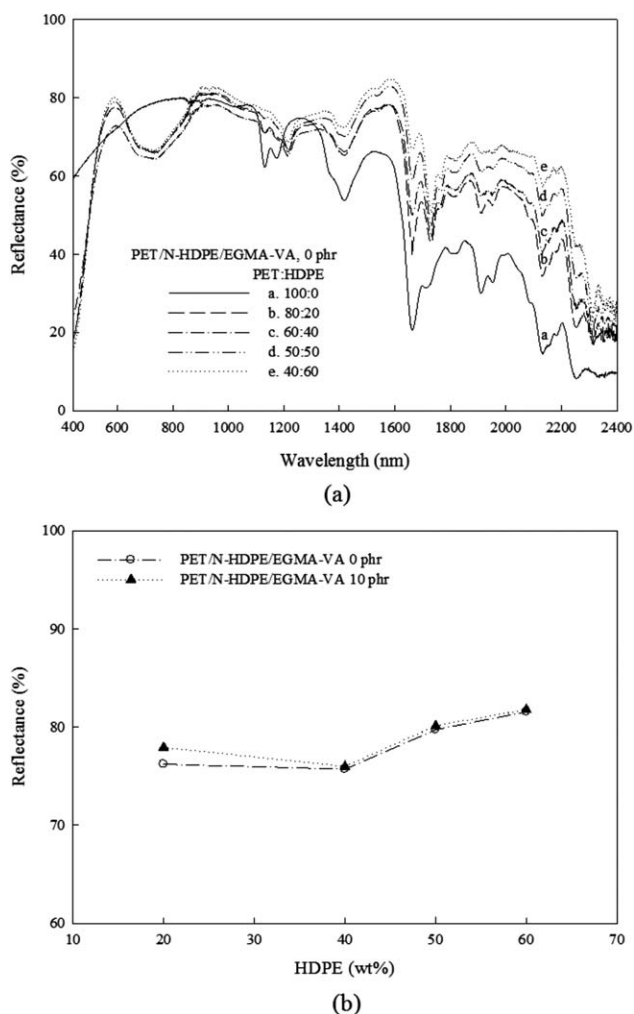 100
80
60
40
20
0
Reflectance (%)
PET/N-HDPE/EGMA-VA, 0 phr
PET:HDPE
a. 100:0
b. 80:20
c. 60:40
d. 50:50
e. 40:60
e
d
c
b
a
400 600 800 1000 1200 1400 1600 1800 2000 2200 2400
Wavelength (nm)
(a)
100
90
80
70
60
Reflectance (%)
PET/N-HDPE/EGMA-VA 0 phr
PET/N-HDPE/EGMA-VA 10 phr
10 20 30 40 50 60 70
HDPE (wt%)
(b)